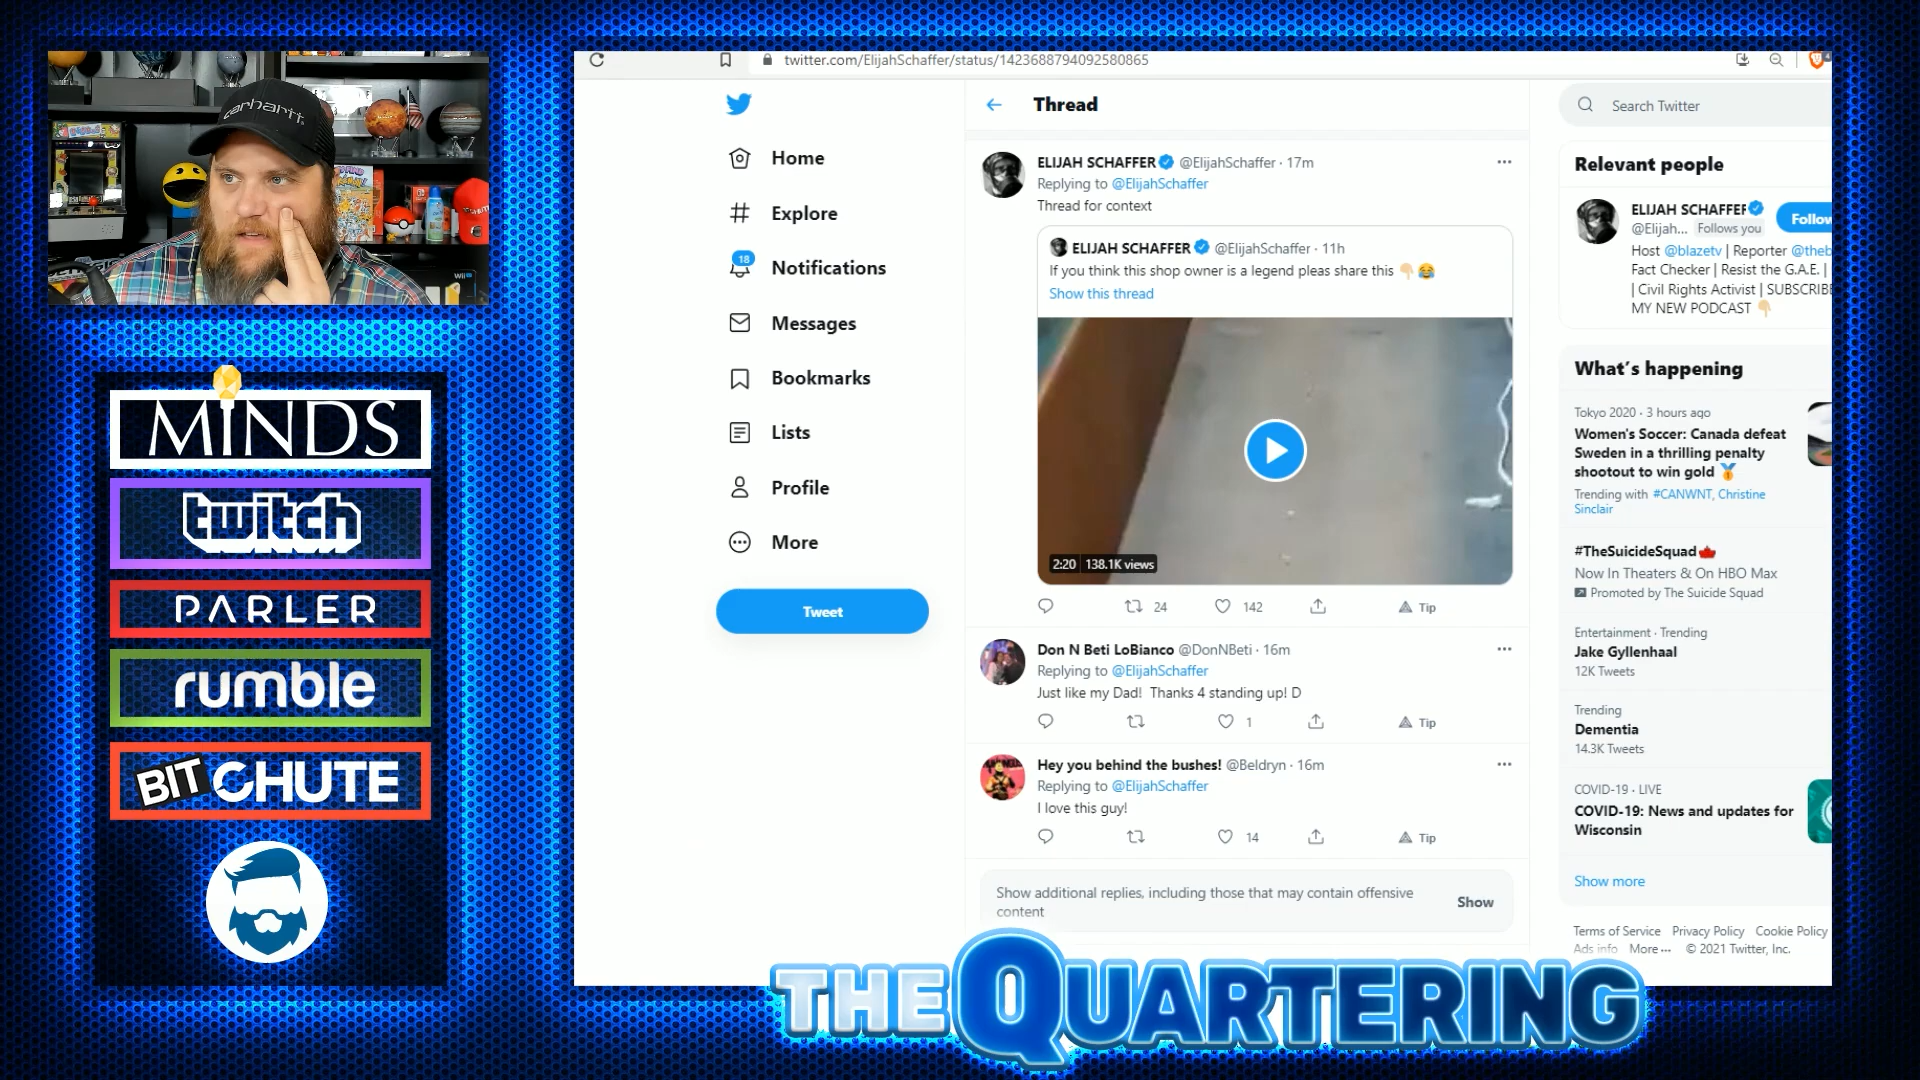 carhartt.
Wii
MINDS
twitch
PARLER
rumble
BITCHUTE
twitter.com/ElijahSchaffer/status/1423688794092580865
Home
Explore
18
Notifications
Messages
Bookmarks
Lists
Profile
More
Tweet
Thread
ELIJAH SCHAFFER @ElijahSchaffer · 17m
Replying to @ElijahSchaffer
Thread for context
ELIJAH SCHAFFER @ElijahSchaffer · 11h
If you think this shop owner is a legend pleas share this 👇🏼😂
Show this thread
2:20 138.1K views
24 142 Tip
Don N Beti LoBianco @DonNBeti · 16m
Replying to @ElijahSchaffer
Just like my Dad! Thanks 4 standing up! D
1 Tip
Hey you behind the bushes! @Beldryn · 16m
Replying to @ElijahSchaffer
I love this guy!
14 Tip
Show additional replies, including those that may contain offensive
content
Show
Search Twitter
Relevant people
ELIJAH SCHAFFER
@Elijah... Follows you
Follow
Host @blazetv | Reporter @theb
Fact Checker | Resist the G.A.E. |
| Civil Rights Activist | SUBSCRIBE
MY NEW PODCAST 👇🏼
What's happening
Tokyo 2020 · 3 hours ago
Women's Soccer: Canada defeat
Sweden in a thrilling penalty
shootout to win gold 🏅
Trending with #CANWNT, Christine
Sinclair
#TheSuicideSquad
Now In Theaters & On HBO Max
Promoted by The Suicide Squad
Entertainment · Trending
Jake Gyllenhaal
12K Tweets
Trending
Dementia
14.3K Tweets
COVID-19 · LIVE
COVID-19: News and updates for
Wisconsin
Show more
Terms of Service Privacy Policy Cookie Policy
Ads info More ··· © 2021 Twitter, Inc.
THE QUARTERING